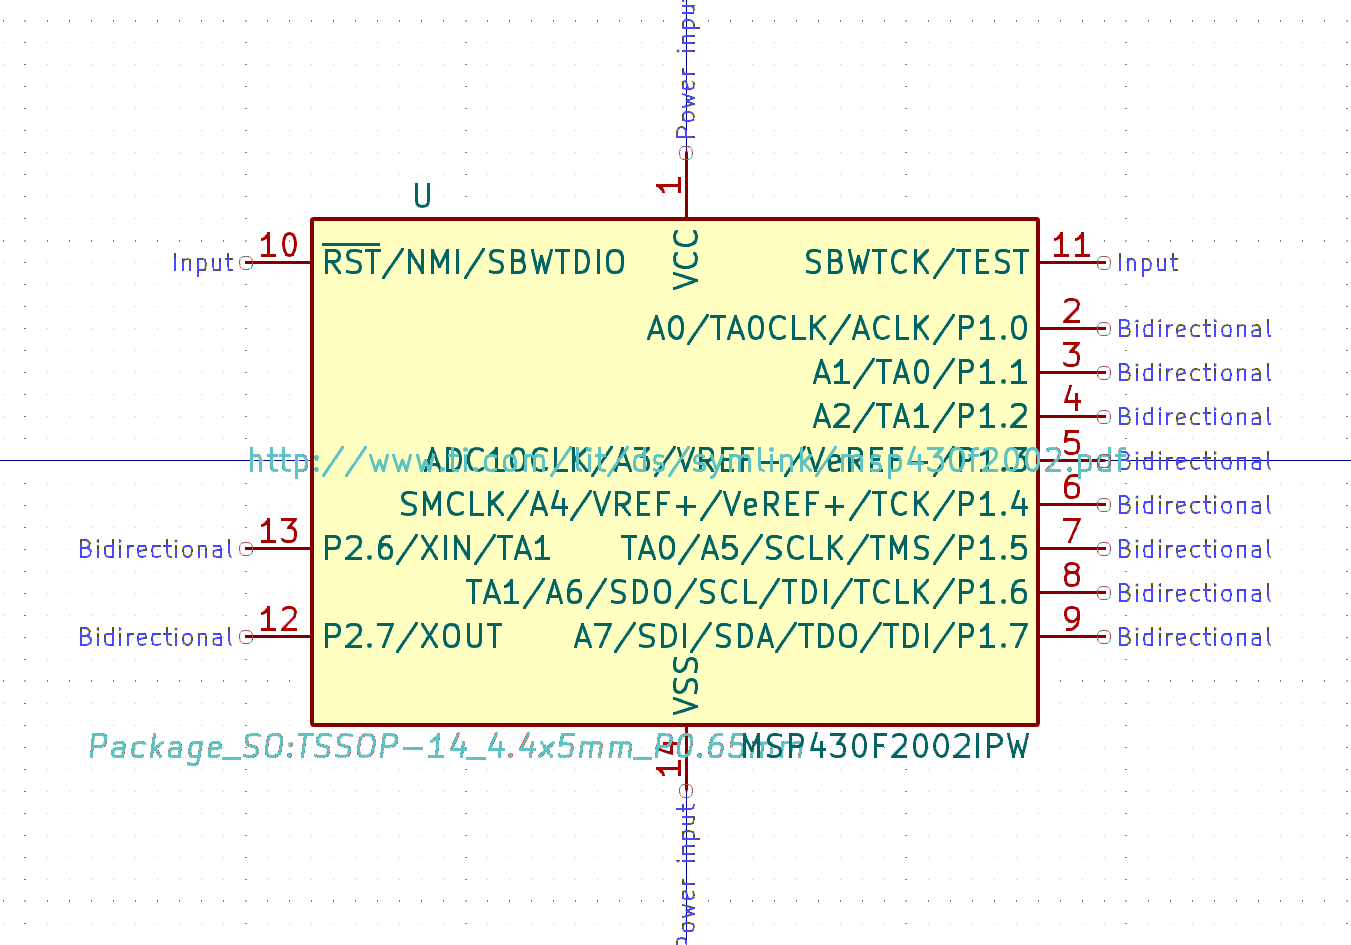 Power input
1
U
VCC
Input 10 RST/NMI/SBWTDIO
SBWTCK/TEST 11 Input
A0/TA0CLK/ACLK/P1.0 2 Bidirectional
A1/TA0/P1.1 3 Bidirectional
A2/TA1/P1.2 4 Bidirectional
ADC10CLK/A3/VREF-/VeREF-/P1.3 5 Bidirectional
http://www.ti.com/lit/ds/symlink/msp430f2002.pdf
SMCLK/A4/VREF+/VeREF+/TCK/P1.4 6 Bidirectional
Bidirectional 13 P2.6/XIN/TA1
TA0/A5/SCLK/TMS/P1.5 7 Bidirectional
TA1/A6/SDO/SCL/TDI/TCLK/P1.6 8 Bidirectional
Bidirectional 12 P2.7/XOUT
A7/SDI/SDA/TDO/TDI/P1.7 9 Bidirectional
VSS
Package_SO:TSSOP-14_4.4x5mm_P0.65mm
MSP430F2002IPW
14
Power input